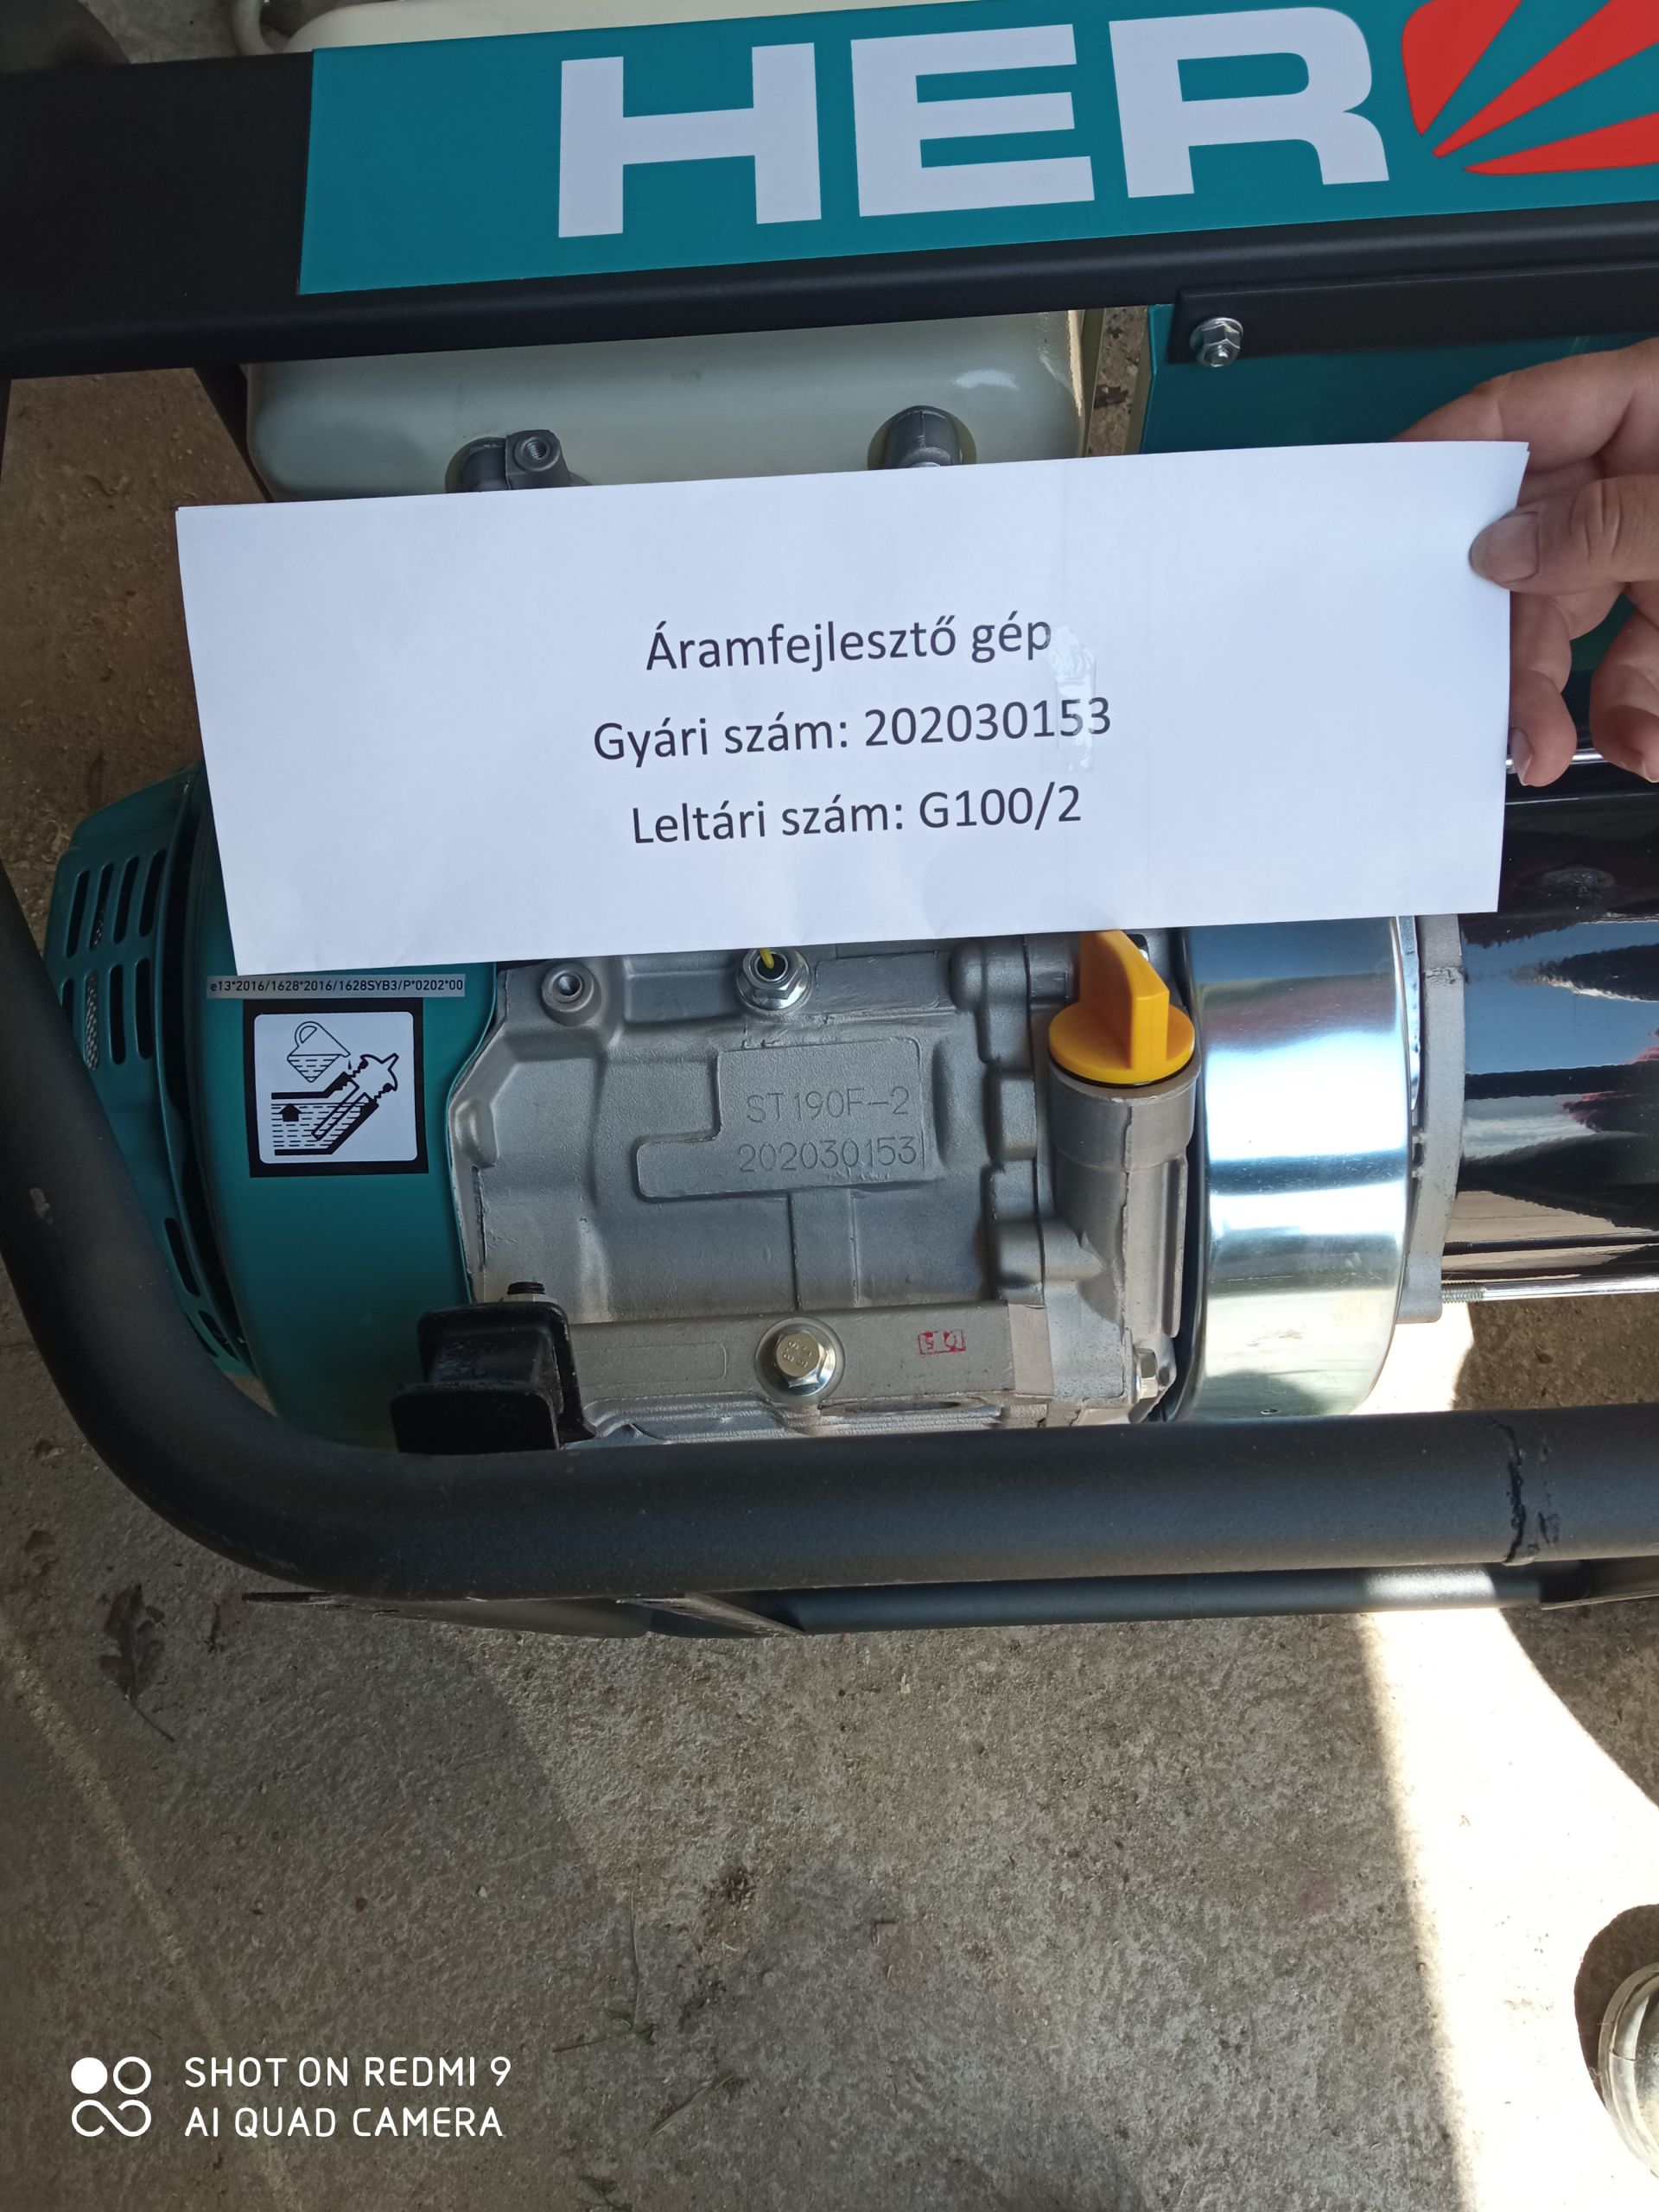 HER
Áramfejlesztő gép
Gyári szám: 202030153
Leltári szám: G100/2
e13*2016/1628*2016/1628SYB3/P*0202*00
ST190F-2
202030153
SHOT ON REDMI 9
AI QUAD CAMERA